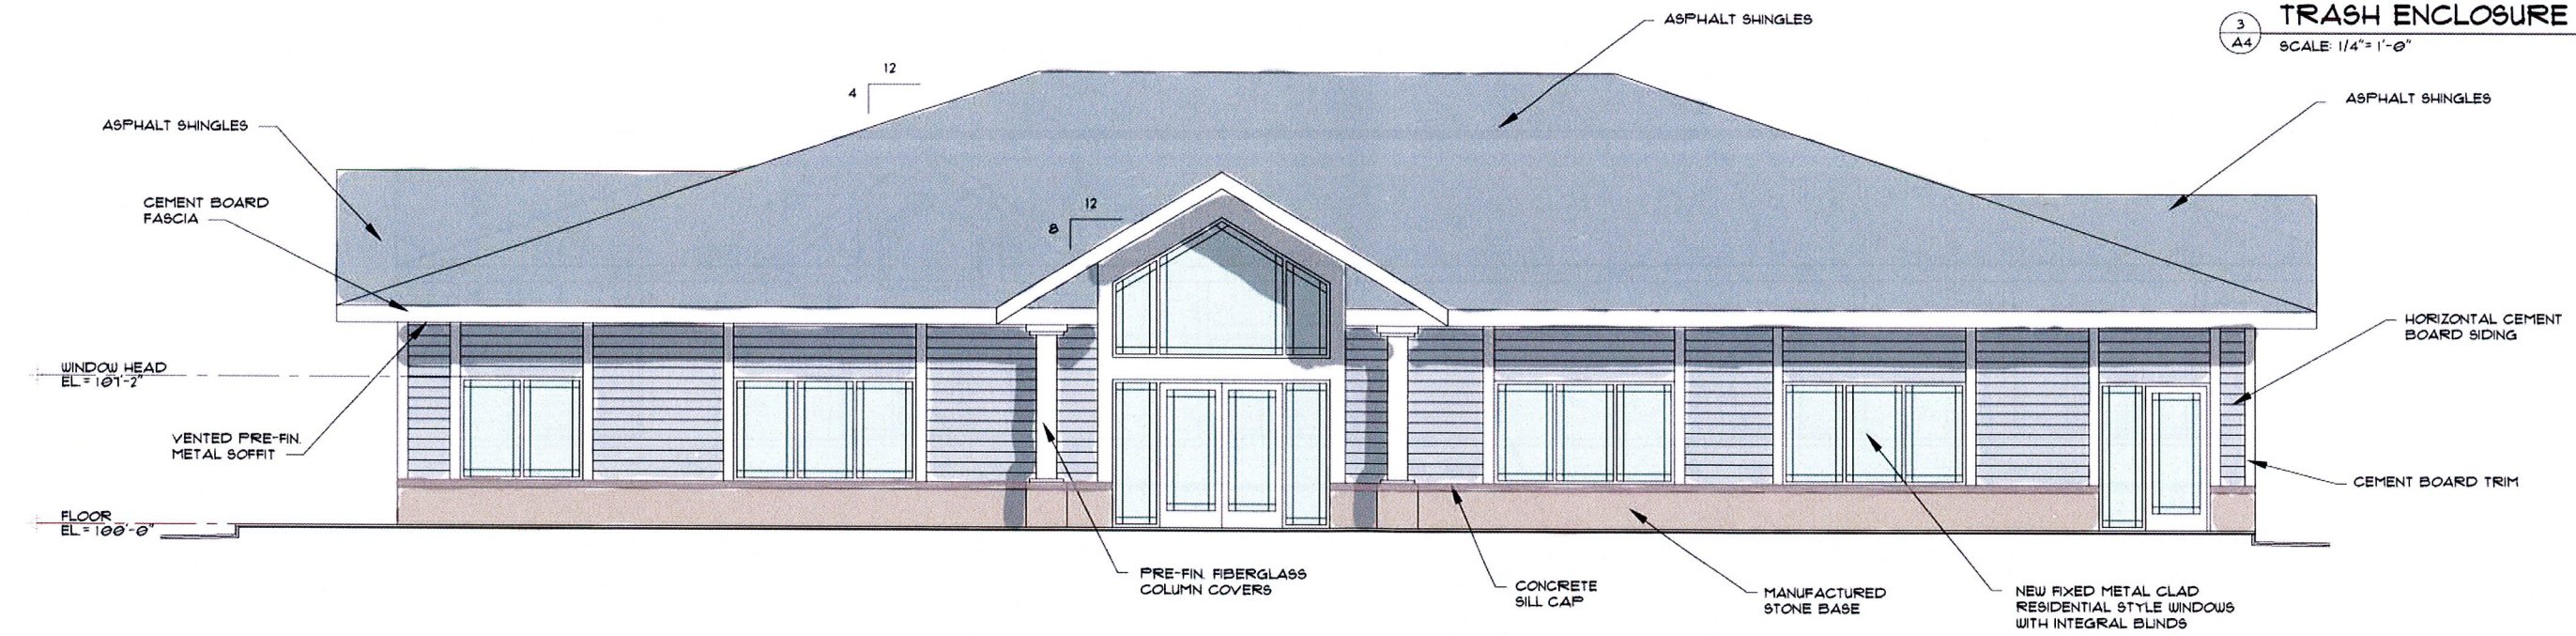 3
A4
TRASH ENCLOSURE
SCALE: 1/4"= 1'-0"
ASPHALT SHINGLES
12
4
ASPHALT SHINGLES
ASPHALT SHINGLES
CEMENT BOARD
FASCIA
12
8
HORIZONTAL CEMENT
BOARD SIDING
WINDOW HEAD
EL = 107'-2"
VENTED PRE-FIN.
METAL SOFFIT
CEMENT BOARD TRIM
FLOOR
EL = 100'-0"
PRE-FIN. FIBERGLASS
COLUMN COVERS
CONCRETE
SILL CAP
MANUFACTURED
STONE BASE
NEW FIXED METAL CLAD
RESIDENTIAL STYLE WINDOWS
WITH INTEGRAL BLINDS